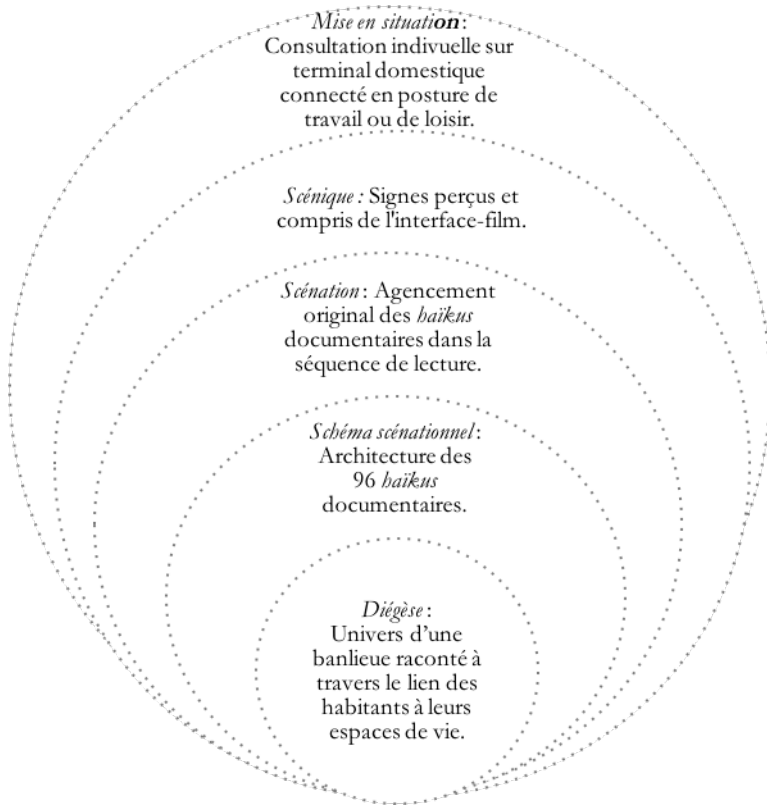 Mise en situation :
Consultation indivuelle sur
terminal domestique
connecté en posture de
travail ou de loisir.
Scénique : Signes perçus et
compris de l'interface-film.
Scénation : Agencement
original des haïkus
documentaires dans la
séquence de lecture.
Schéma scénationnel :
Architecture des
96 haïkus
documentaires.
Diégèse :
Univers d’une
banlieue raconté à
travers le lien des
habitants à leurs
espaces de vie.